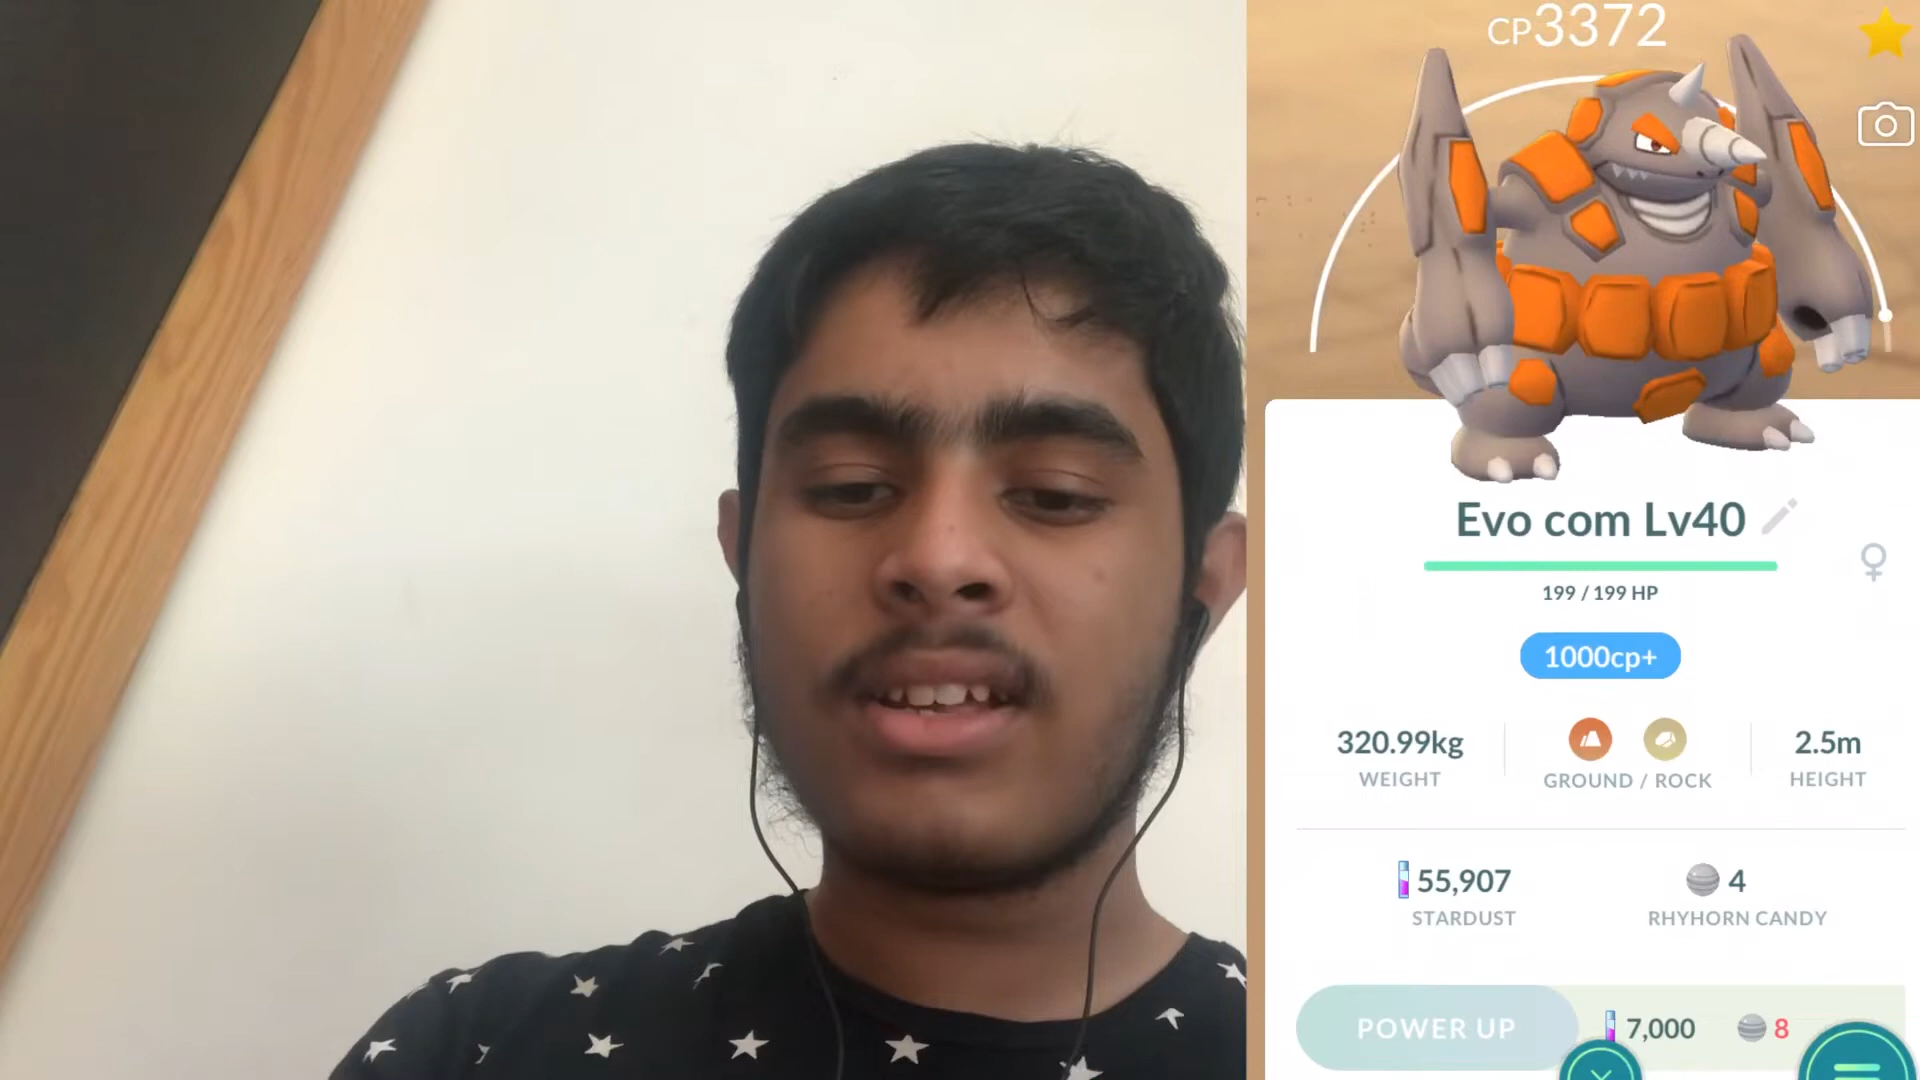 CP3372
Evo com Lv40
199 / 199 HP
1000cp+
320.99kg
WEIGHT
GROUND / ROCK
2.5m
HEIGHT
55,907
STARDUST
4
RHYHORN CANDY
POWER UP
7,000
8